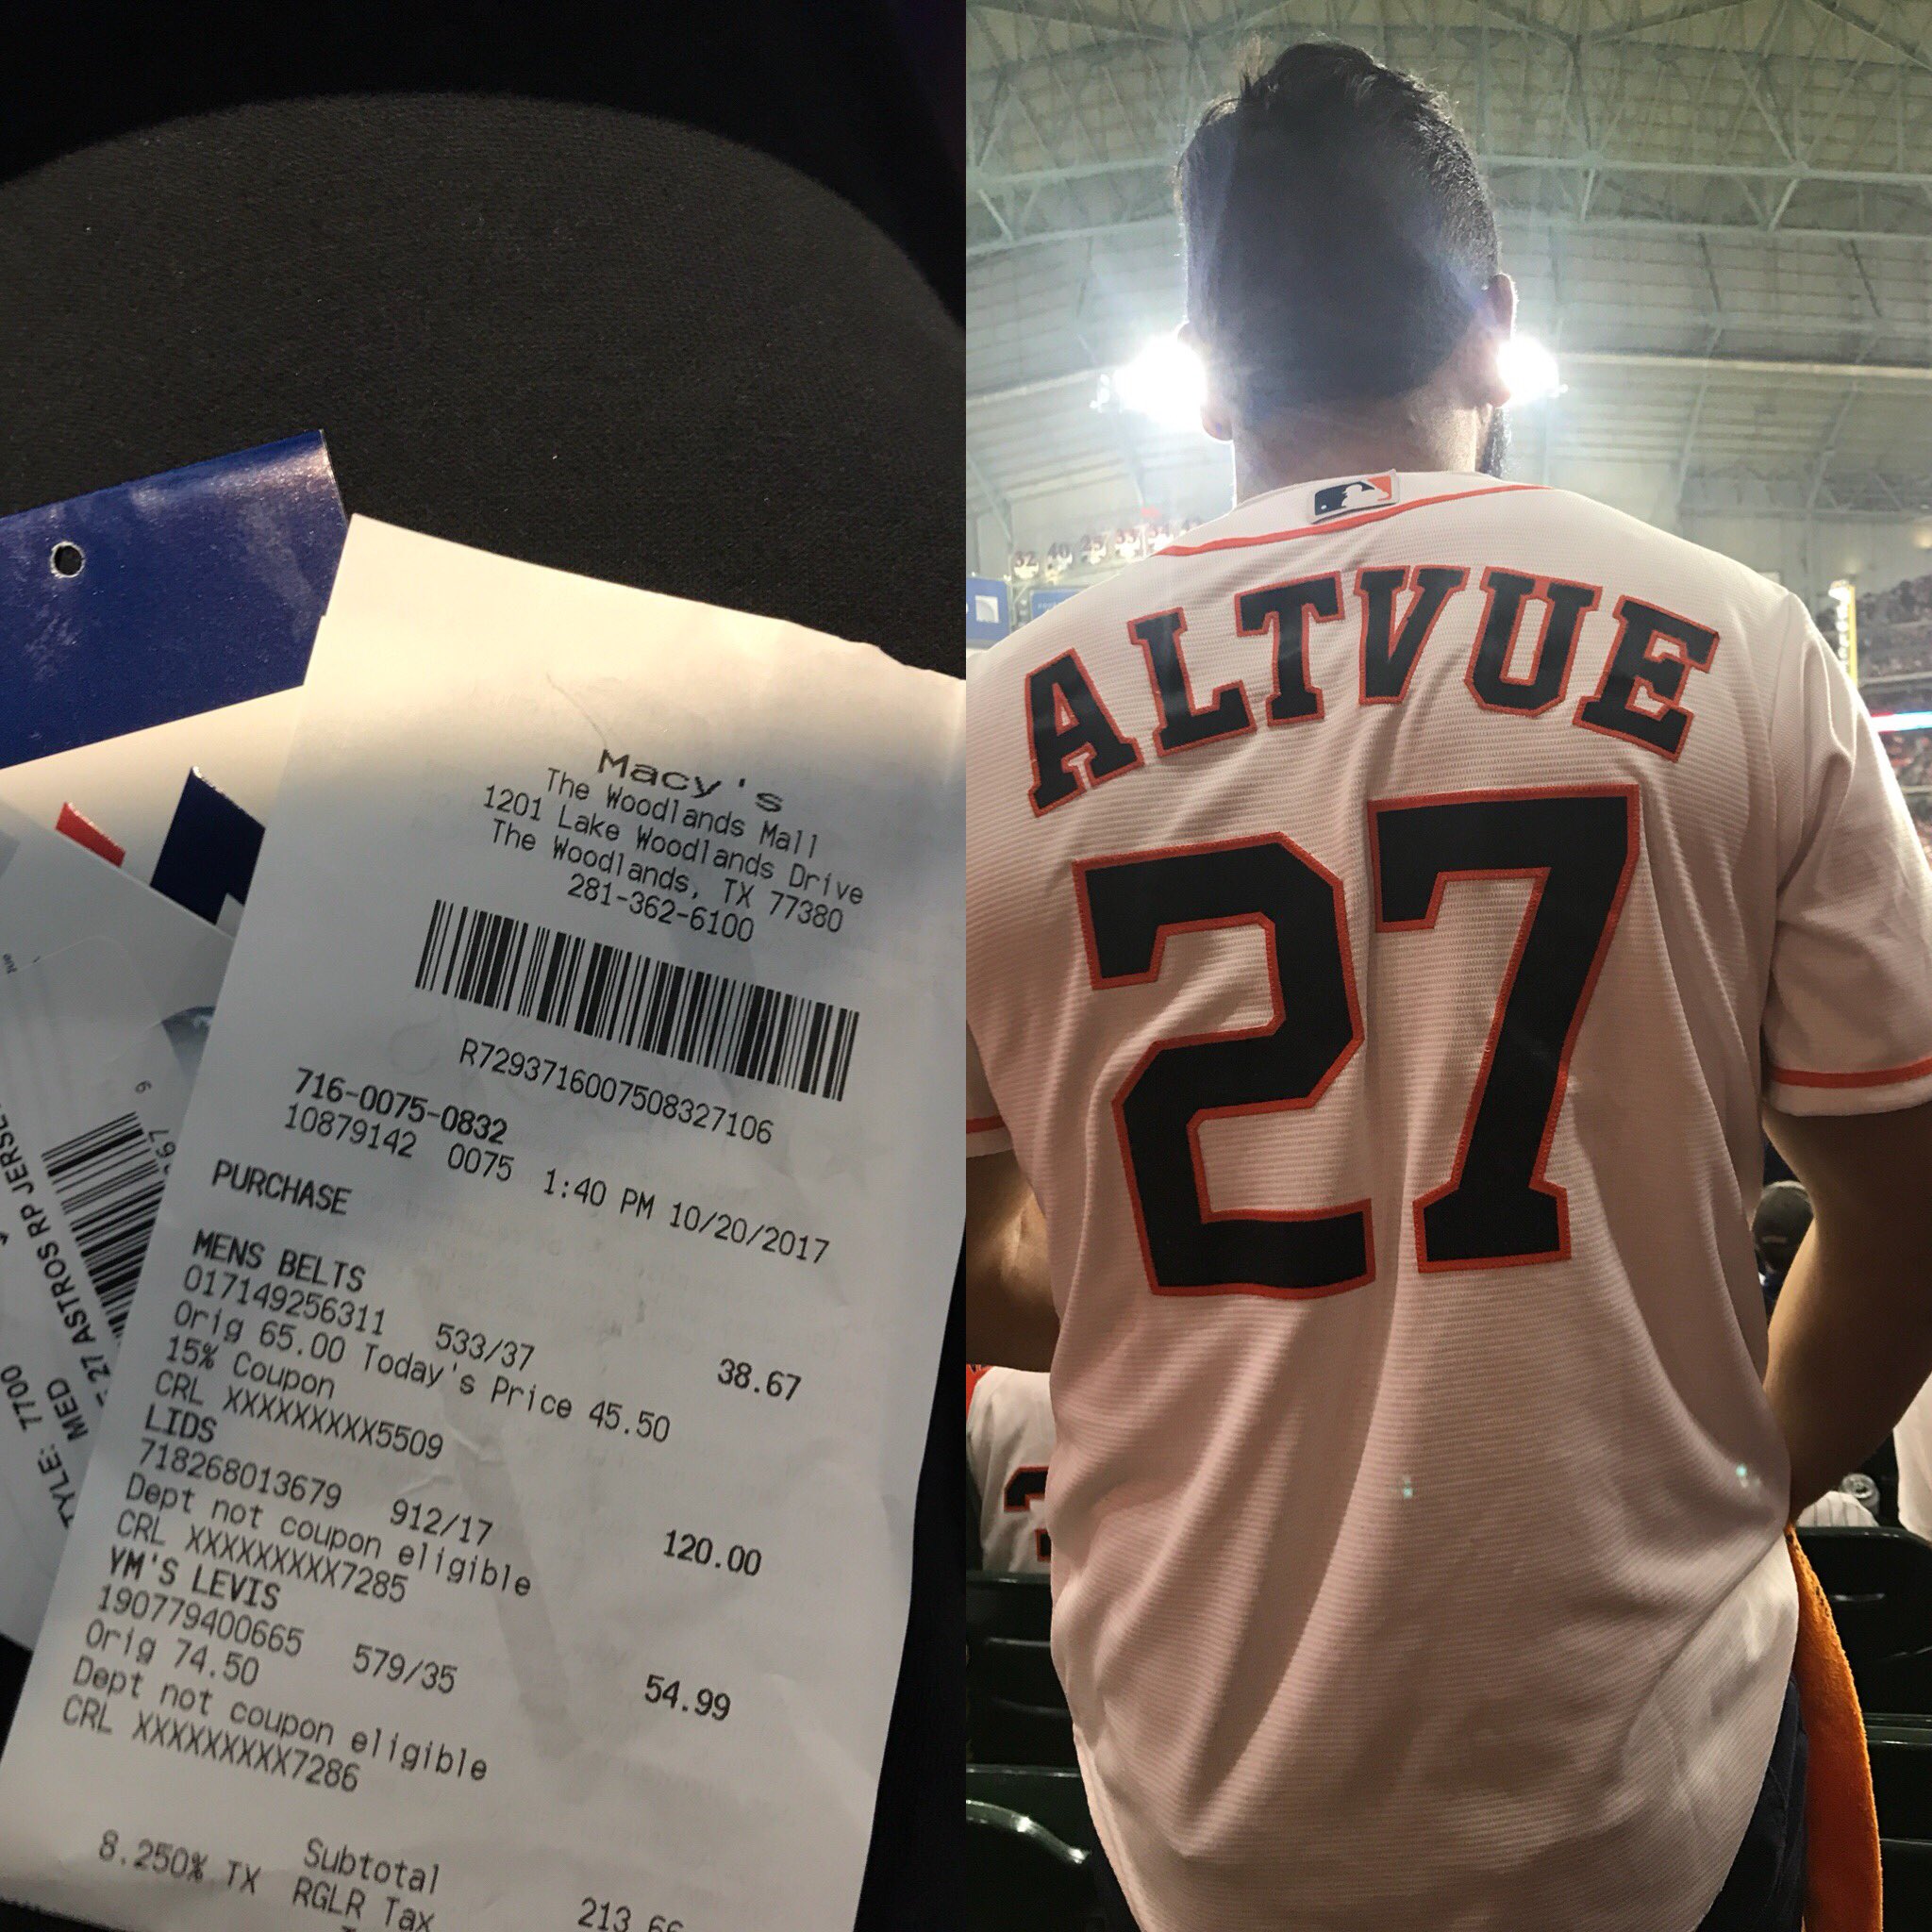 Macy's
The Woodlands Mall
1201 Lake Woodlands Drive
The Woodlands, TX 77380
281-362-6100
R7293716007508327106
716-0075-0832
10879142 0075 1:40 PM 10/20/2017
PURCHASE
MENS BELTS
017149256311 533/37 38.67
Orig 65.00 Today's Price 45.50
15% Coupon
CRL XXXXXXXXX5509
LIDS
718268013679 912/17 120.00
Dept not coupon eligible
CRL XXXXXXXXX7285
YM'S LEVIS
190779400665 579/35 54.99
Orig 74.50
Dept not coupon eligible
CRL XXXXXXXXX7286
Subtotal 213.66
8.250% TX RGLR Tax
27 ASTROS RP JERSE
MED
TYLE: 7700
ALTVUE
27